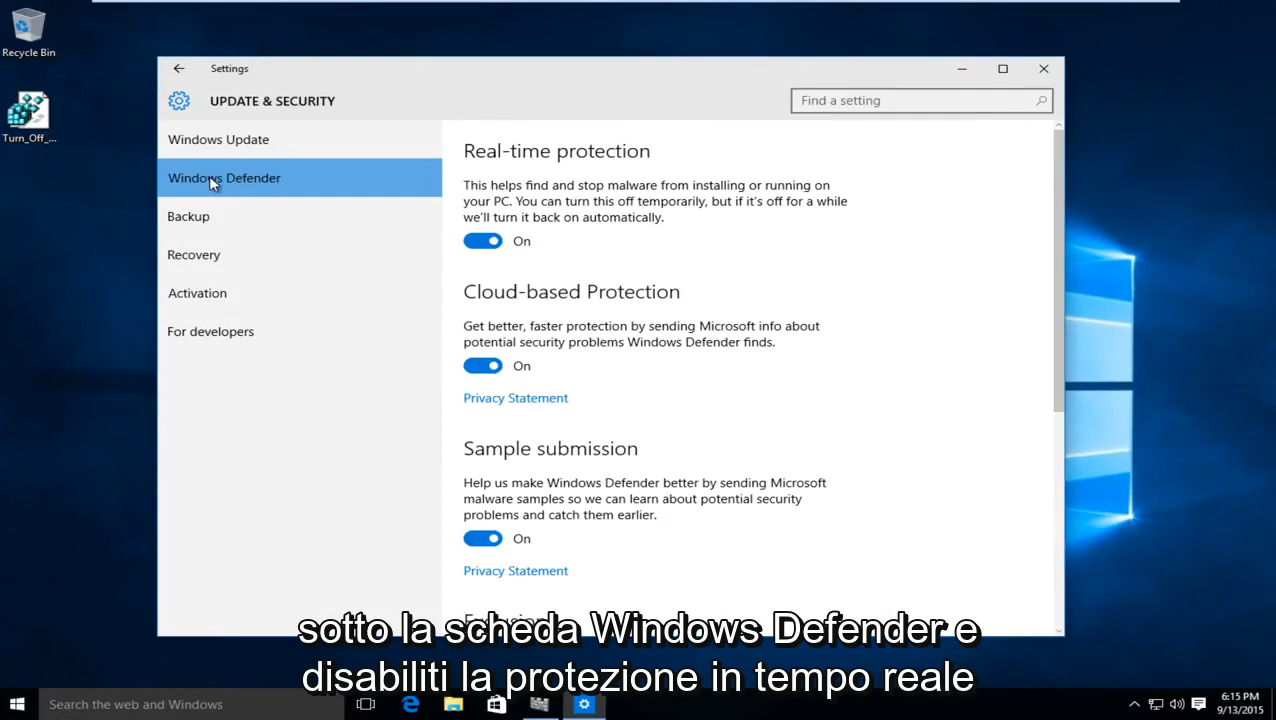 Recycle Bin
Turn_Off_...
Settings
UPDATE & SECURITY
Find a setting
Windows Update
Windows Defender
Backup
Recovery
Activation
For developers
Real-time protection
This helps find and stop malware from installing or running on
your PC. You can turn this off temporarily, but if it's off for a while
we'll turn it back on automatically.
On
Cloud-based Protection
Get better, faster protection by sending Microsoft info about
potential security problems Windows Defender finds.
On
Privacy Statement
Sample submission
Help us make Windows Defender better by sending Microsoft
malware samples so we can learn about potential security
problems and catch them earlier.
On
Privacy Statement
sotto la scheda Windows Defender e
disabiliti la protezione in tempo reale
Search the web and Windows
6:15 PM
9/13/2015